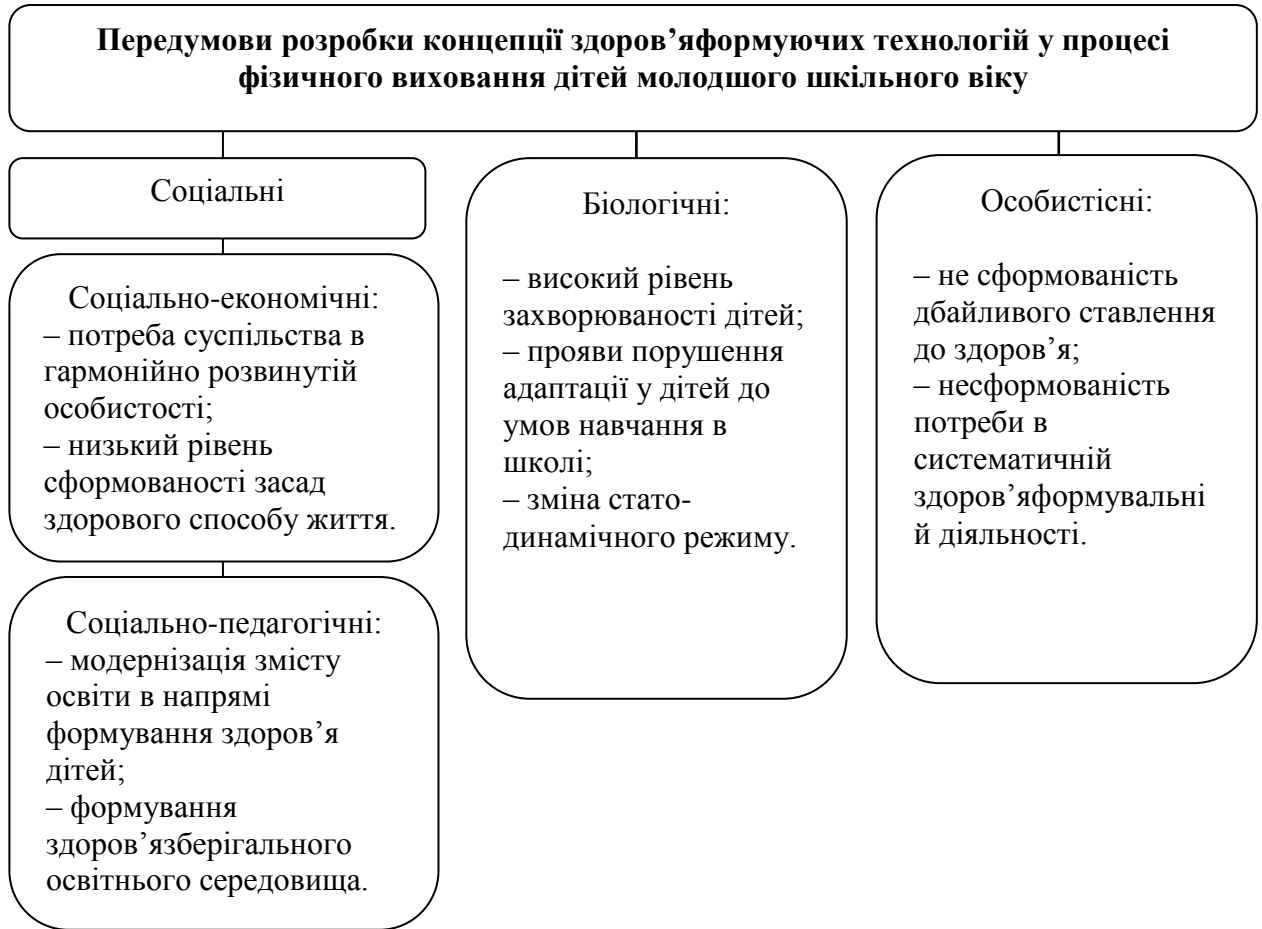 Передумови розробки концепції здоров’яформуючих технологій у процесі
фізичного виховання дітей молодшого шкільного віку
Соціальні
Соціально-економічні:
– потреба суспільства в
гармонійно розвинутій
особистості;
– низький рівень
сформованості засад
здорового способу життя.
Соціально-педагогічні:
– модернізація змісту
освіти в напрямі
формування здоров’я
дітей;
– формування
здоров’язберігального
освітнього середовища.
Біологічні:
– високий рівень
захворюваності дітей;
– прояви порушення
адаптації у дітей до
умов навчання в
школі;
– зміна стато-
динамічного режиму.
Особистісні:
– не сформованість
дбайливого ставлення
до здоров’я;
– несформованість
потреби в
систематичній
здоров’яформувальні
й діяльності.